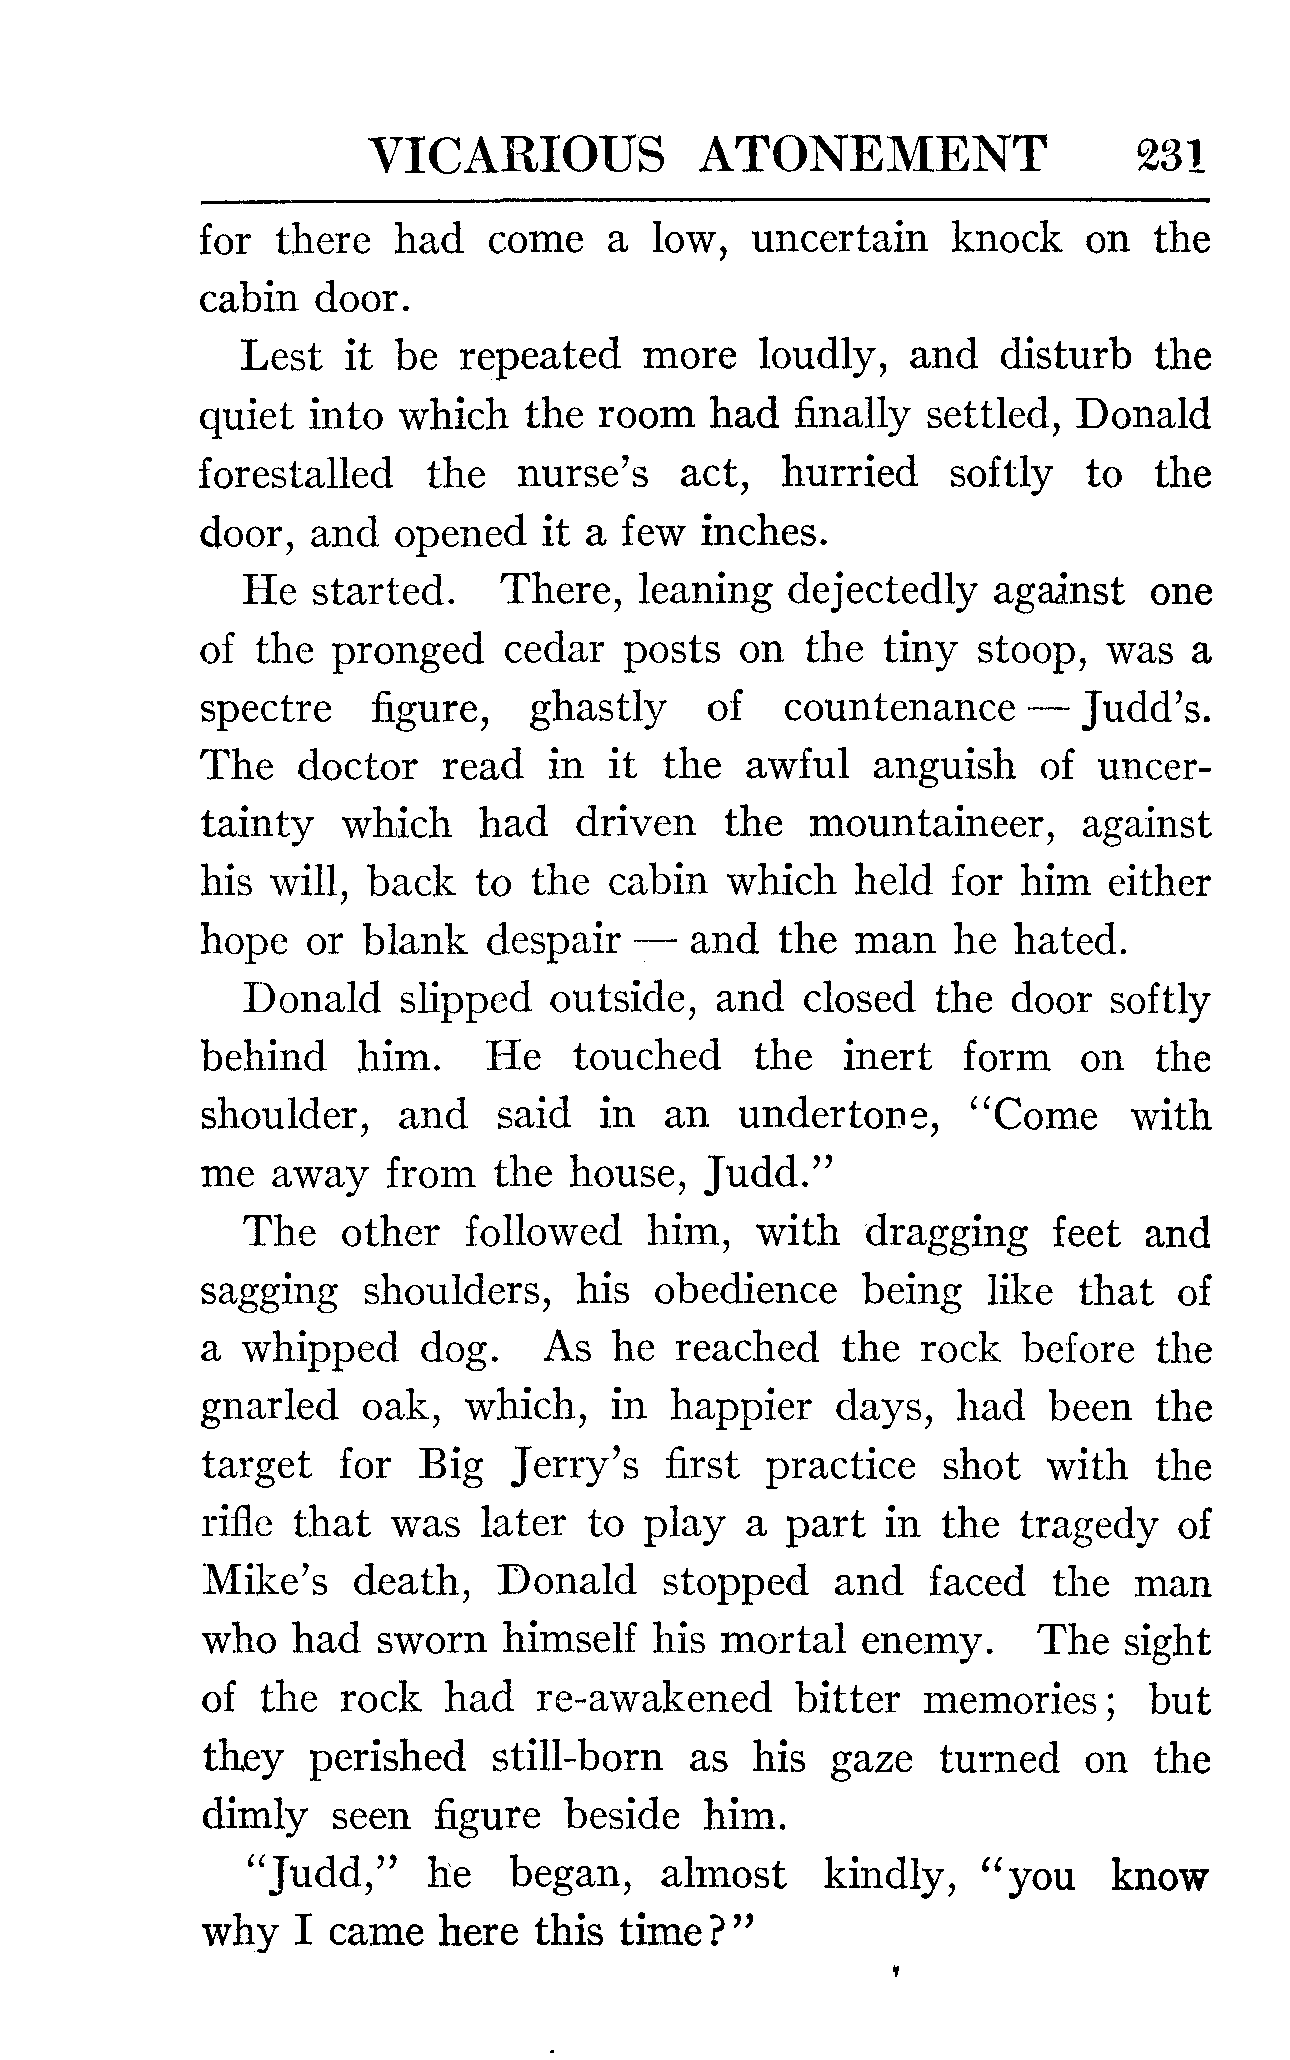 VICARIOUS ATONEMENT 231
for there had come a low, uncertain knock on the
cabin door.
Lest it be repeated more loudly, and disturb the
quiet into which the room had finally settled, Donald
forestalled the nurse's act, hurried softly to the
door, and opened it a few inches.
He started. There, leaning dejectedly against one
of the pronged cedar posts on the tiny stoop, was a
spectre figure, ghastly of countenance — Judd's.
The doctor read in it the awful anguish of uncer-
tainty which had driven the mountaineer, against
his will, back to the cabin which held for him either
hope or blank despair — and the man he hated.
Donald slipped outside, and closed the door softly
behind him. He touched the inert form on the
shoulder, and said in an undertone, "Come with
me away from the house, Judd."
The other followed him, with dragging feet and
sagging shoulders, his obedience being like that of
a whipped dog. As he reached the rock before the
gnarled oak, which, in happier days, had been the
target for Big Jerry's first practice shot with the
rifle that was later to play a part in the tragedy of
Mike's death, Donald stopped and faced the man
who had sworn himself his mortal enemy. The sight
of the rock had re-awakened bitter memories; but
they perished still-born as his gaze turned on the
dimly seen figure beside him.
"Judd," he began, almost kindly, "you know
why I came here this time?"